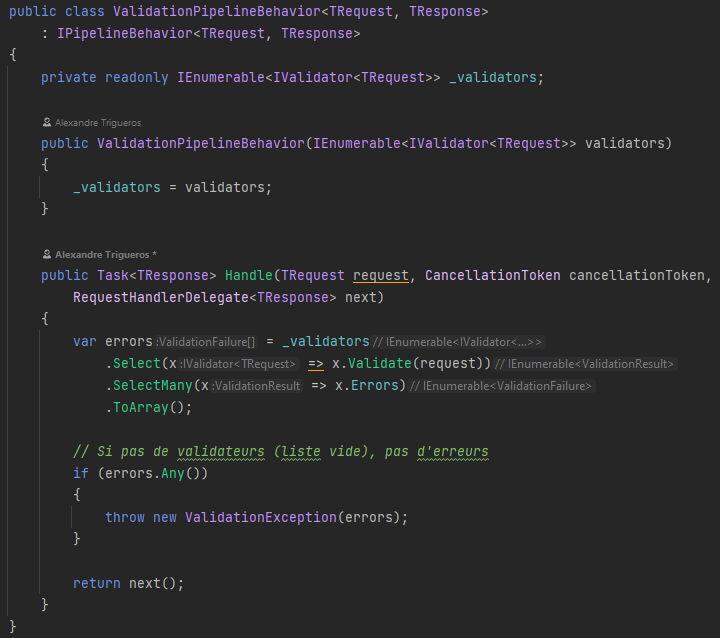 public class ValidationPipelineBehavior<TRequest, TResponse>
    : IPipelineBehavior<TRequest, TResponse>
{
    private readonly IEnumerable<IValidator<TRequest>> _validators;
    Alexandre Trigueros
    public ValidationPipelineBehavior(IEnumerable<IValidator<TRequest>> validators)
    {
        _validators = validators;
    }
    Alexandre Trigueros *
    public Task<TResponse> Handle(TRequest request, CancellationToken cancellationToken,
        RequestHandlerDelegate<TResponse> next)
    {
        var errors :ValidationFailure[] = _validators // IEnumerable<IValidator<...>>
            .Select(x :IValidator<TRequest> => x.Validate(request)) // IEnumerable<ValidationResult>
            .SelectMany(x :ValidationResult => x.Errors) // IEnumerable<ValidationFailure>
            .ToArray();
        // Si pas de validateurs (liste vide), pas d'erreurs
        if (errors.Any())
        {
            throw new ValidationException(errors);
        }
        return next();
    }
}